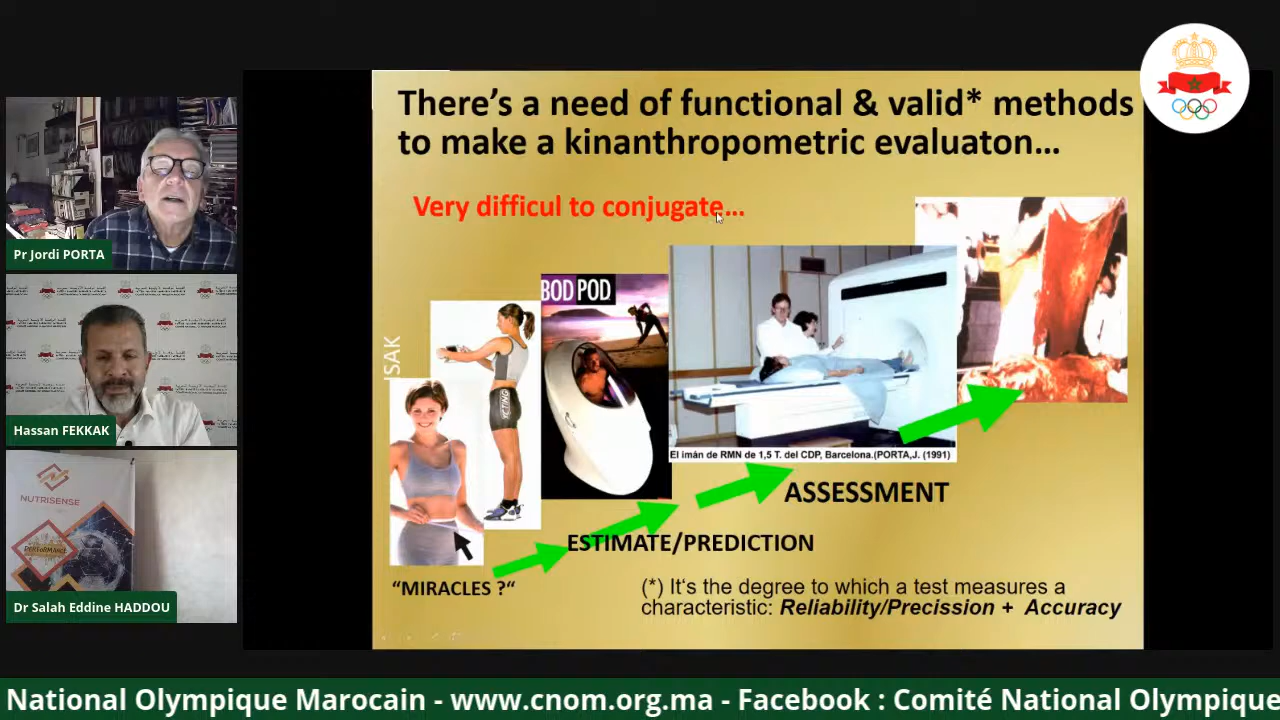 There's a need of functional & valid* methods
to make a kinanthropometric evaluaton…
Very difficul to conjugate…
ISAK
BOD POD
El imán de RMN de 1,5 T. del CDP, Barcelona.(PORTA,J. (1991)
ASSESSMENT
ESTIMATE/PREDICTION
"MIRACLES ?"
(*) It's the degree to which a test measures a
characteristic: Reliability/Precission + Accuracy
Pr Jordi PORTA
Hassan FEKKAK
NUTRISENSE
PERFORMANCE
Dr Salah Eddine HADDOU
National Olympique Marocain - www.cnom.org.ma - Facebook : Comité National Olympique